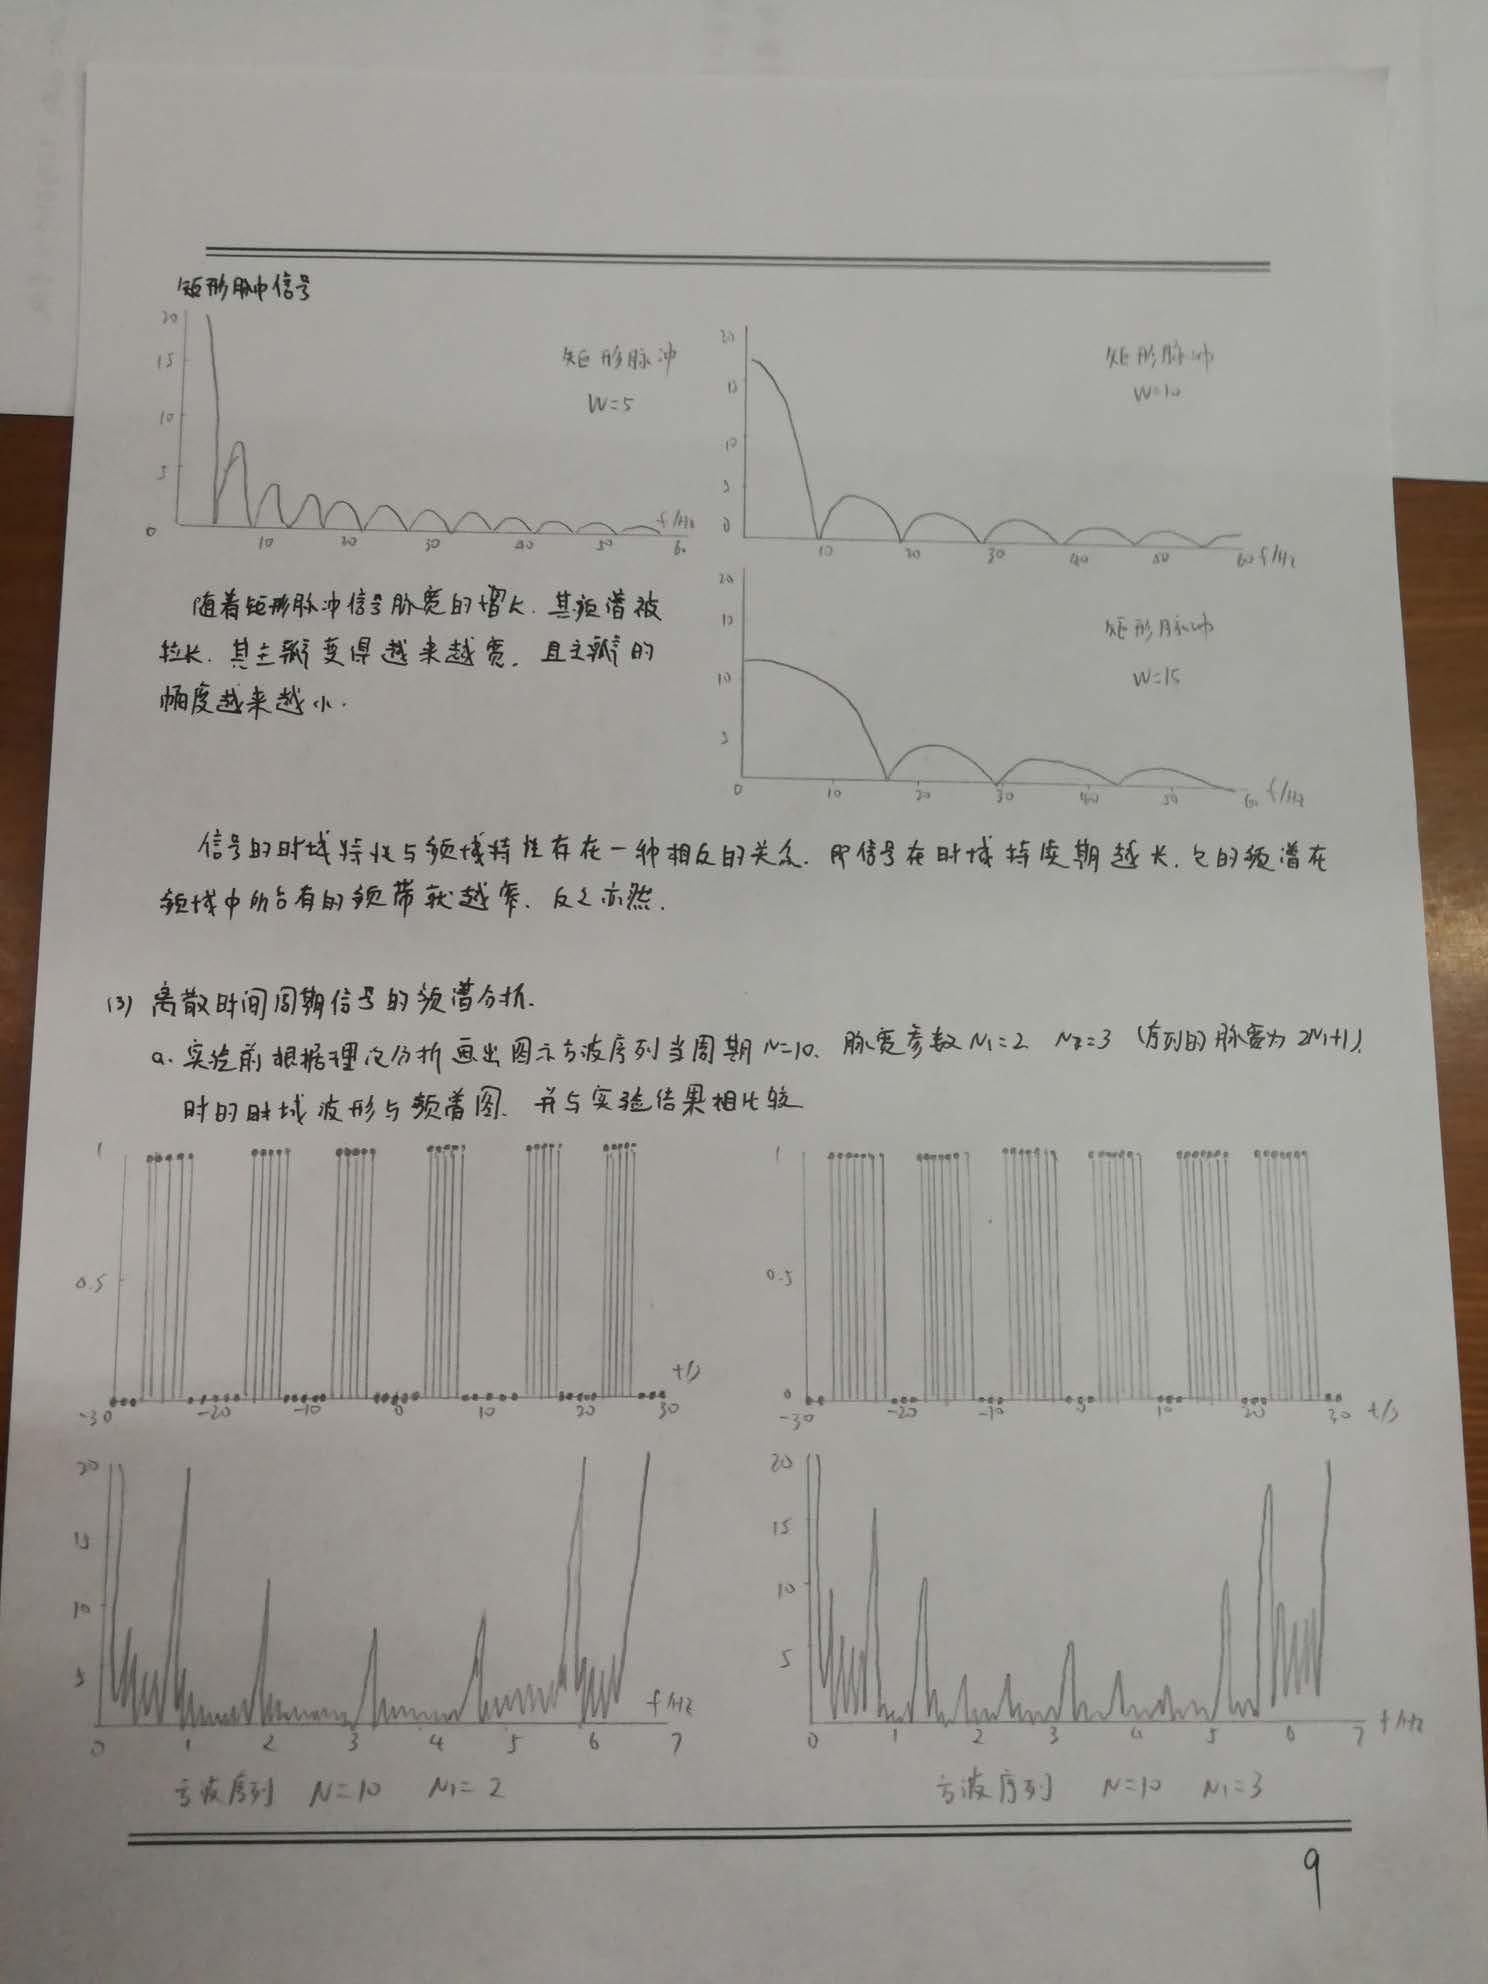 矩形脉冲信号
20
15
10
5
0
10 20 30 40 50 60
f/Hz
矩形脉冲
W=5
20
15
10
5
0
10 20 30 40 50 60 f/Hz
矩形脉冲
W=10
随着矩形脉冲信号脉宽的增长. 其频谱被
拉长. 其主瓣变得越来越宽. 且主瓣的
幅度越来越小.
20
15
10
5
0 10 20 30 40 50 60 f/Hz
矩形脉冲
W=15
信号的时域特性与频域特性存在一种相反的关系. 即信号在时域持续期越长. 它的频谱在
频域中所占有的频带就越窄. 反之亦然.
(3) 离散时间周期信号的频谱分析.
a. 实验前根据理论分析画出图示方波序列当周期N=10. 脉宽参数N1=2 N2=3 (序列的脉宽为2N1+1).
时的时域波形与频谱图. 并与实验结果相比较
1
0.5
-30 -20 -10 0 10 20 30
t/s
1
0.5
0
-30 -20 -10 0 10 20 30 t/s
20
15
10
5
0 1 2 3 4 5 6 7
f/Hz
方波序列 N=10 N1=2
20
15
10
5
0 1 2 3 4 5 6 7 f/Hz
方波序列 N=10 N1=3
9